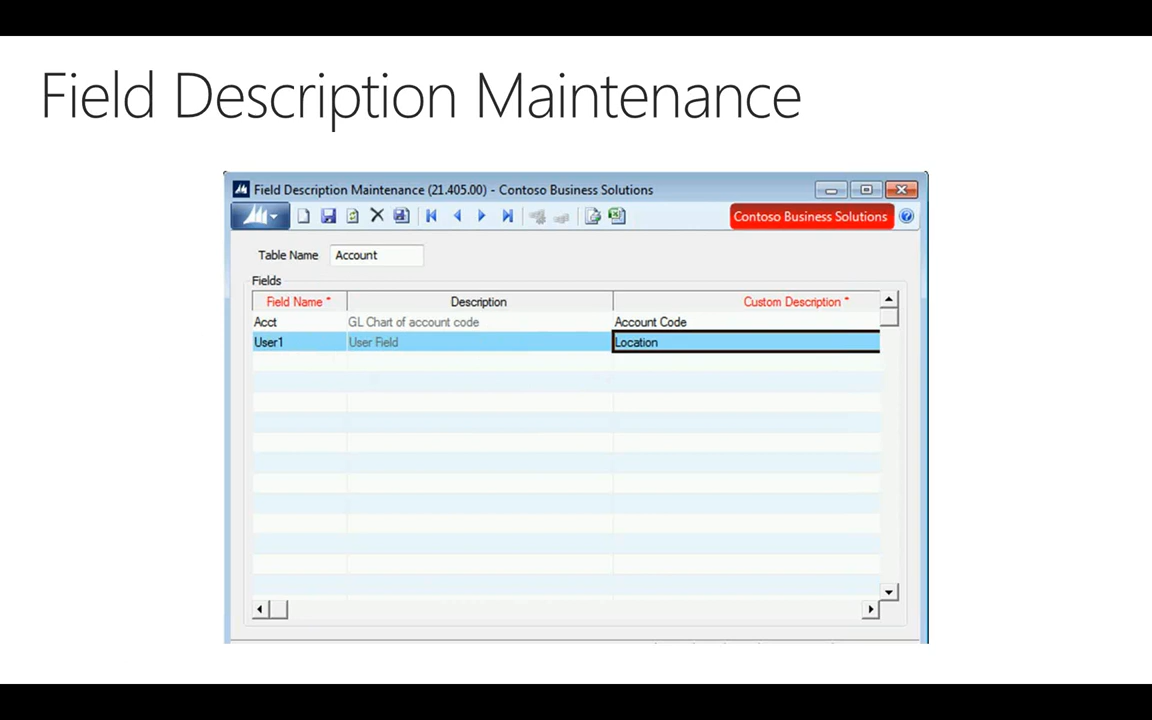 Field Description Maintenance
Field Description Maintenance (21.405.00) - Contoso Business Solutions
Contoso Business Solutions
Table Name Account
Fields
Field Name * Description Custom Description *
Acct GL Chart of account code Account Code
User1 User Field Location